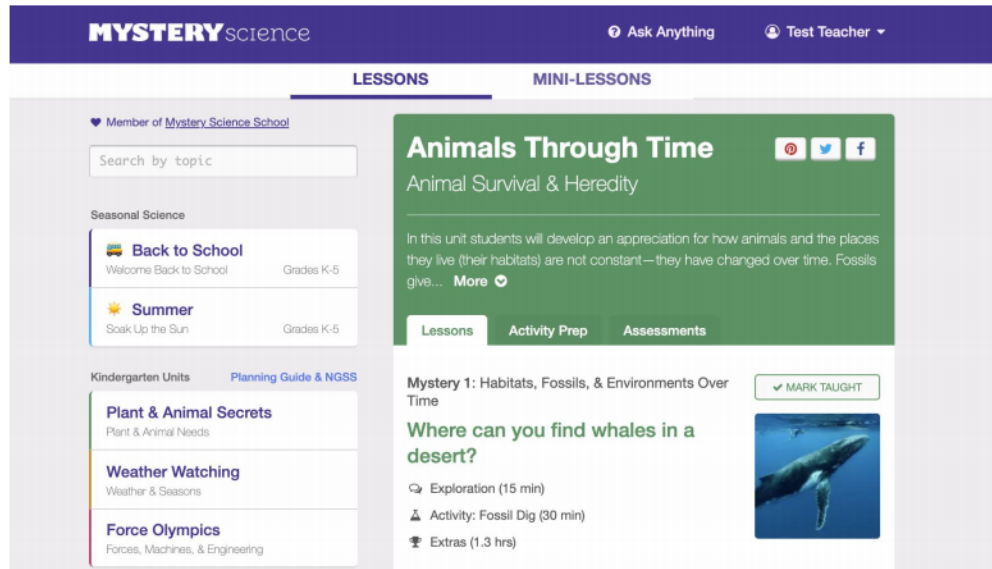 MYSTERYscience
Ask Anything
Test Teacher
LESSONS
MINI-LESSONS
Member of Mystery Science School
Search by topic
Seasonal Science
Back to School
Welcome Back to School
Grades K-5
Summer
Soak Up the Sun
Grades K-5
Kindergarten Units
Planning Guide & NGSS
Plant & Animal Secrets
Plant & Animal Needs
Weather Watching
Weather & Seasons
Force Olympics
Forces, Machines, & Engineering
Animals Through Time
Animal Survival & Heredity
In this unit students will develop an appreciation for how animals and the places
they live (their habitats) are not constant—they have changed over time. Fossils
give... More
Lessons
Activity Prep
Assessments
Mystery 1: Habitats, Fossils, & Environments Over
Time
MARK TAUGHT
Where can you find whales in a
desert?
Exploration (15 min)
Activity: Fossil Dig (30 min)
Extras (1.3 hrs)